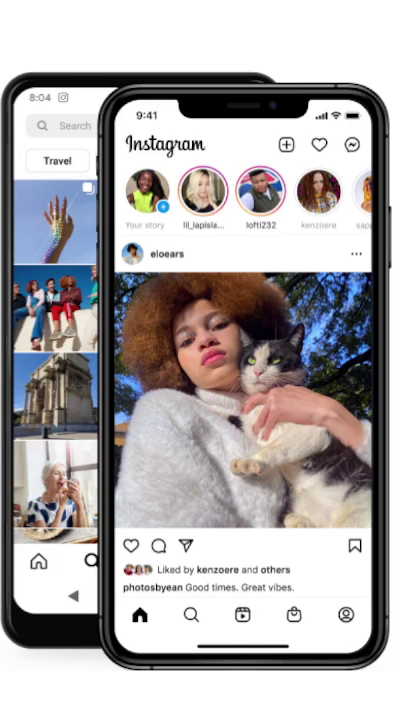 8:04
Search
Travel
9:41
Instagram
Your story
lil_lapisla...
lofti232
kenzoere
eloears
Liked by kenzoere and others
photosbyean Good times. Great vibes.